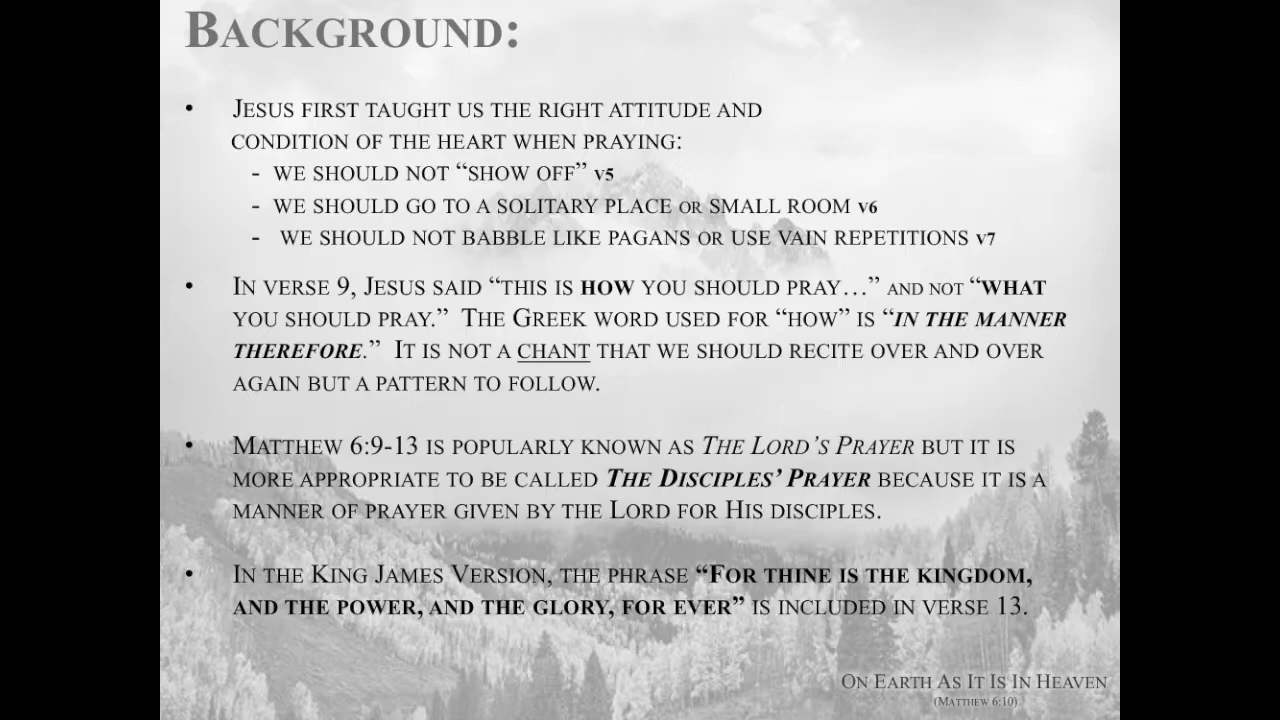 BACKGROUND:
• JESUS FIRST TAUGHT US THE RIGHT ATTITUDE AND
CONDITION OF THE HEART WHEN PRAYING:
- WE SHOULD NOT “SHOW OFF” V5
- WE SHOULD GO TO A SOLITARY PLACE OR SMALL ROOM V6
- WE SHOULD NOT BABBLE LIKE PAGANS OR USE VAIN REPETITIONS V7
• IN VERSE 9, JESUS SAID “THIS IS HOW YOU SHOULD PRAY…” AND NOT “WHAT
YOU SHOULD PRAY.” THE GREEK WORD USED FOR “HOW” IS “IN THE MANNER
THEREFORE.” IT IS NOT A CHANT THAT WE SHOULD RECITE OVER AND OVER
AGAIN BUT A PATTERN TO FOLLOW.
• MATTHEW 6:9-13 IS POPULARLY KNOWN AS THE LORD’S PRAYER BUT IT IS
MORE APPROPRIATE TO BE CALLED THE DISCIPLES’ PRAYER BECAUSE IT IS A
MANNER OF PRAYER GIVEN BY THE LORD FOR HIS DISCIPLES.
• IN THE KING JAMES VERSION, THE PHRASE “FOR THINE IS THE KINGDOM,
AND THE POWER, AND THE GLORY, FOR EVER” IS INCLUDED IN VERSE 13.
ON EARTH AS IT IS IN HEAVEN
(MATTHEW 6:10)